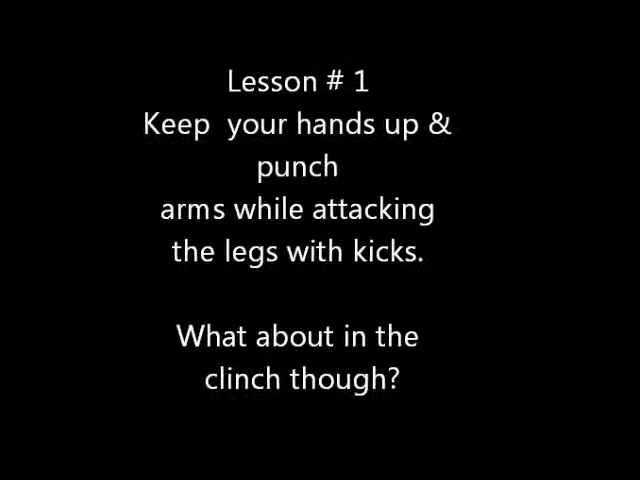 Lesson # 1
Keep  your hands up &
punch
arms while attacking
the legs with kicks.
What about in the
clinch though?